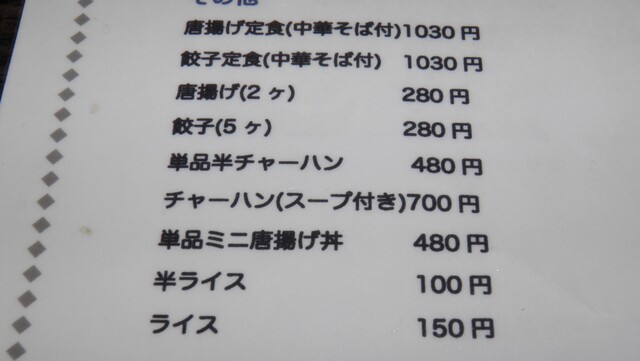 その他
唐揚げ定食(中華そば付)1030円
餃子定食(中華そば付) 1030円
唐揚げ(2ヶ) 280円
餃子(5ヶ) 280円
単品半チャーハン 480円
チャーハン(スープ付き)700円
単品ミニ唐揚げ丼 480円
半ライス 100円
ライス 150円